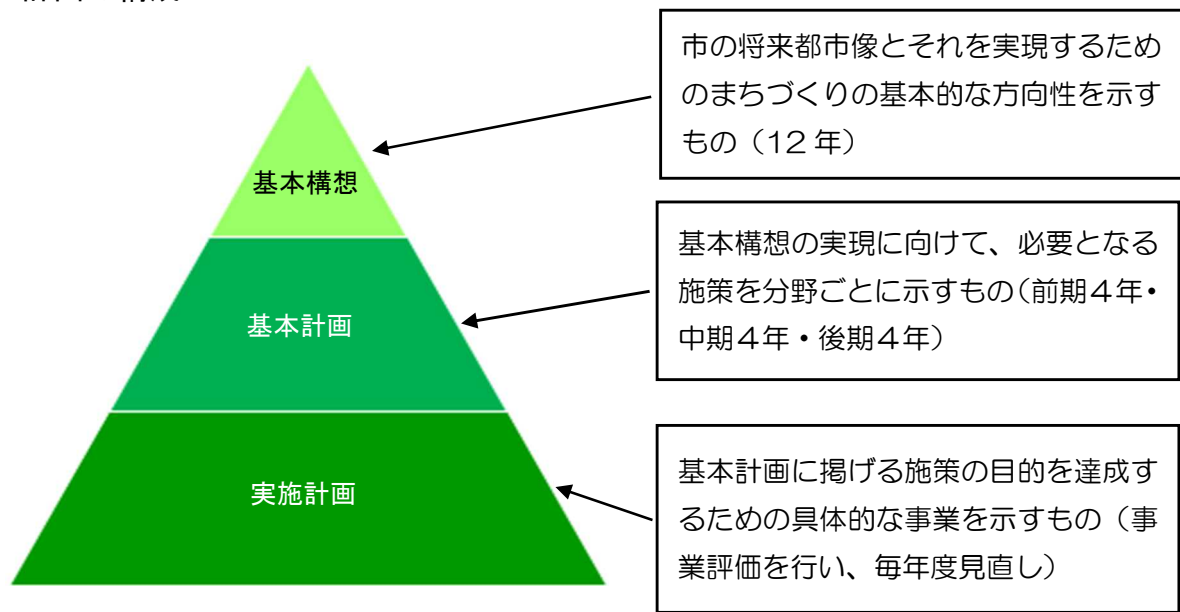 市の将来都市像とそれを実現するため
のまちづくりの基本的な方向性を示す
もの（12年）
基本構想
基本構想の実現に向けて、必要となる
施策を分野ごとに示すもの（前期４年・
中期４年・後期４年）
基本計画
基本計画に掲げる施策の目的を達成す
るための具体的な事業を示すもの（事
業評価を行い、毎年度見直し）
実施計画